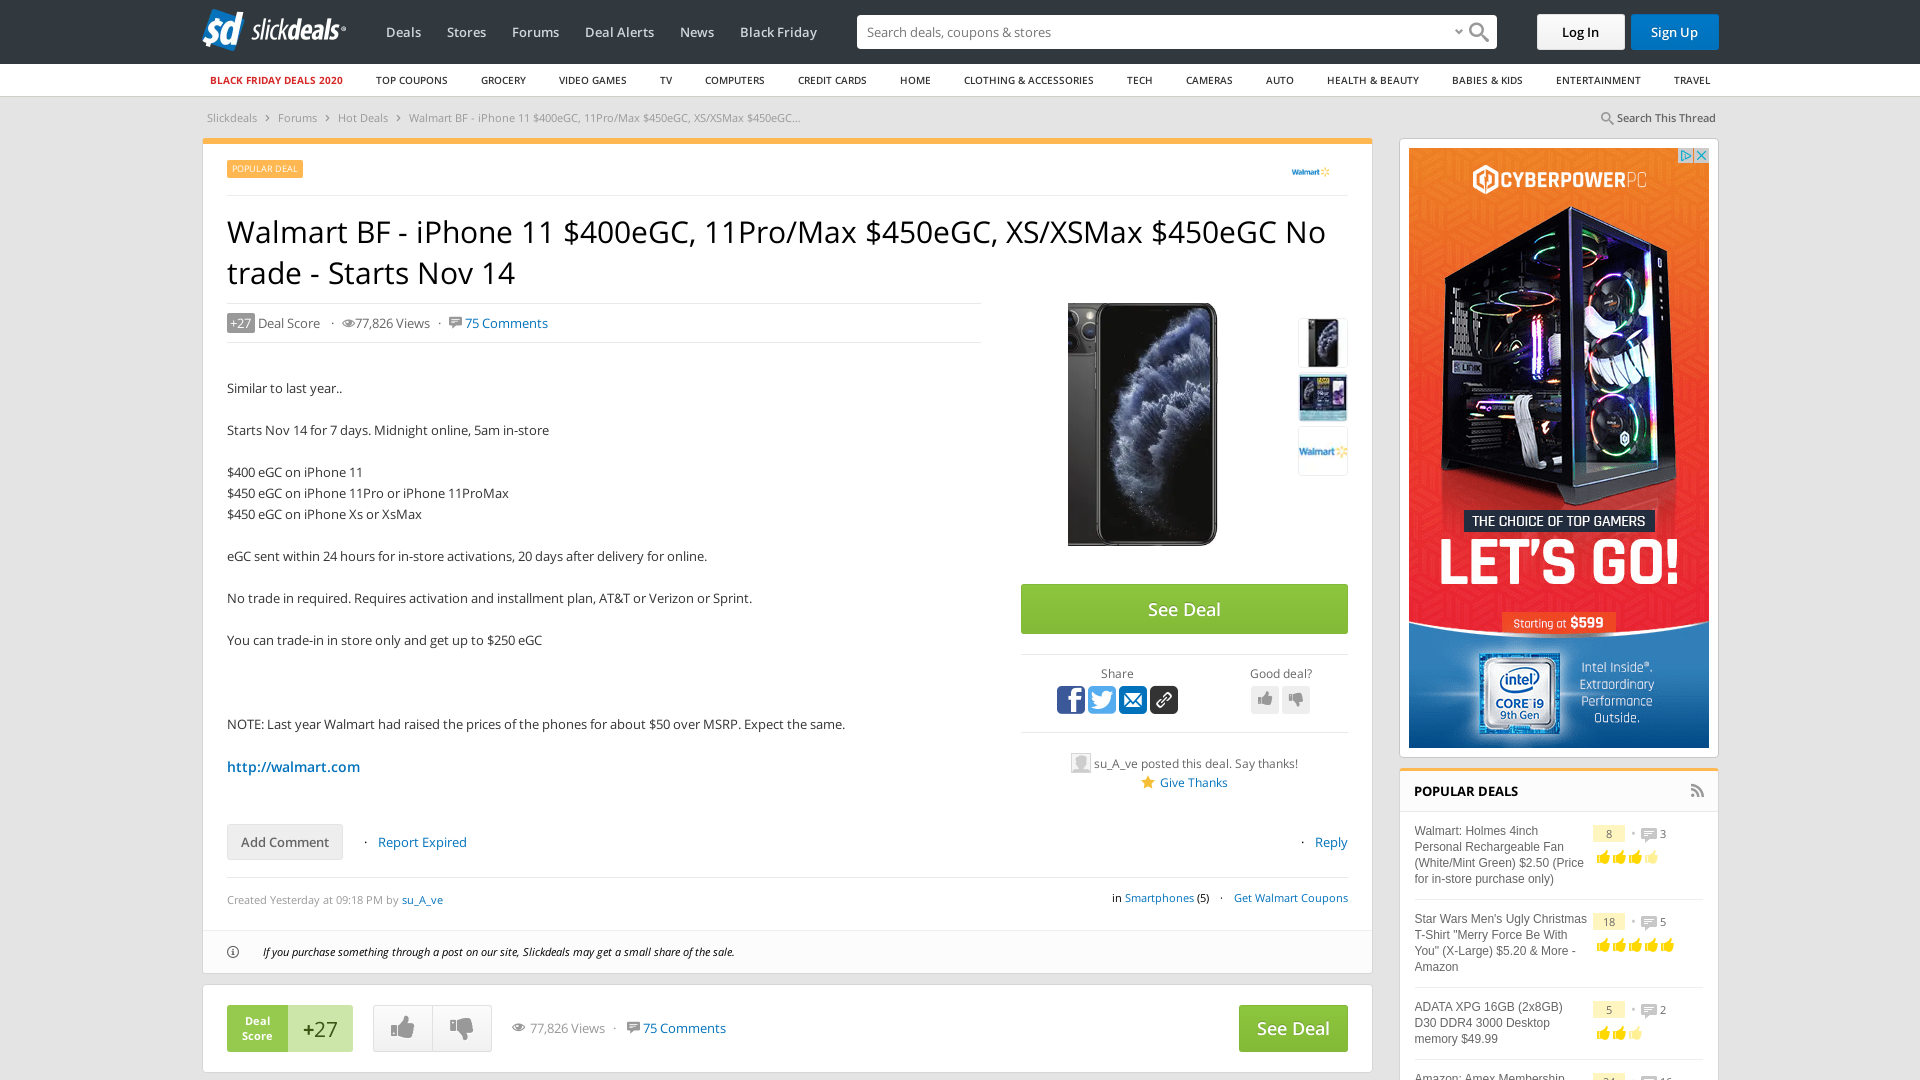 slickdeals
Deals
Stores
Forums
Deal Alerts
News
Black Friday
Search deals, coupons & stores
Log In
Sign Up
BLACK FRIDAY DEALS 2020
TOP COUPONS
GROCERY
VIDEO GAMES
TV
COMPUTERS
CREDIT CARDS
HOME
CLOTHING & ACCESSORIES
TECH
CAMERAS
AUTO
HEALTH & BEAUTY
BABIES & KIDS
ENTERTAINMENT
TRAVEL
Slickdeals > Forums > Hot Deals > Walmart BF - iPhone 11 $400eGC, 11Pro/Max $450eGC, XS/XSMax $450eGC...
Search This Thread
POPULAR DEAL
Walmart
Walmart BF - iPhone 11 $400eGC, 11Pro/Max $450eGC, XS/XSMax $450eGC No
trade - Starts Nov 14
+27 Deal Score · 77,826 Views · 75 Comments
Similar to last year..
Starts Nov 14 for 7 days. Midnight online, 5am in-store
$400 eGC on iPhone 11
$450 eGC on iPhone 11Pro or iPhone 11ProMax
$450 eGC on iPhone Xs or XsMax
eGC sent within 24 hours for in-store activations, 20 days after delivery for online.
No trade in required. Requires activation and installment plan, AT&T or Verizon or Sprint.
You can trade-in in store only and get up to $250 eGC
NOTE: Last year Walmart had raised the prices of the phones for about $50 over MSRP. Expect the same.
http://walmart.com
Walmart
See Deal
Share
Good deal?
su_A_ve posted this deal. Say thanks!
Give Thanks
Add Comment
· Report Expired
· Reply
Created Yesterday at 09:18 PM by su_A_ve
in Smartphones (5) · Get Walmart Coupons
If you purchase something through a post on our site, Slickdeals may get a small share of the sale.
Deal
Score
+27
77,826 Views · 75 Comments
See Deal
CYBERPOWERPC
THE CHOICE OF TOP GAMERS
LET'S GO!
Starting at $599
intel
CORE i9
9th Gen
Intel Inside®.
Extraordinary
Performance
Outside.
POPULAR DEALS
Walmart: Holmes 4inch
Personal Rechargeable Fan
(White/Mint Green) $2.50 (Price
for in-store purchase only)
8 • 3
Star Wars Men's Ugly Christmas
T-Shirt "Merry Force Be With
You" (X-Large) $5.20 & More -
Amazon
18 • 5
ADATA XPG 16GB (2x8GB)
D30 DDR4 3000 Desktop
memory $49.99
5 • 2
Amazon: Amex Membership